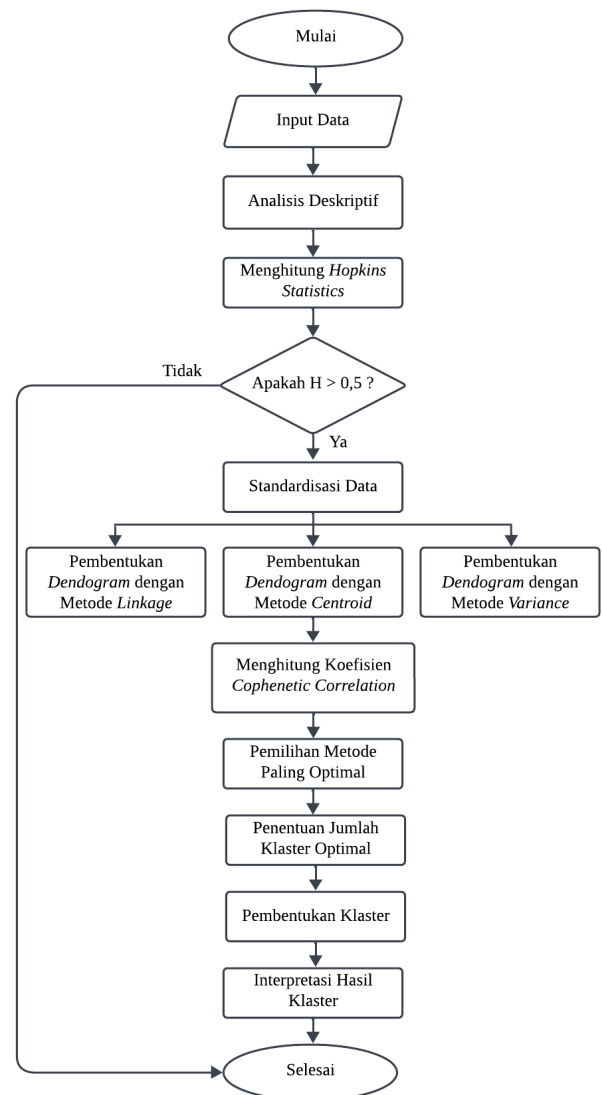 Mulai
Input Data
Analisis Deskriptif
Menghitung Hopkins
Statistics
Apakah H > 0,5 ?
Tidak
Ya
Standardisasi Data
Pembentukan
Dendogram dengan
Metode Linkage
Pembentukan
Dendogram dengan
Metode Centroid
Pembentukan
Dendogram dengan
Metode Variance
Menghitung Koefisien
Cophenetic Correlation
Pemilihan Metode
Paling Optimal
Penentuan Jumlah
Klaster Optimal
Pembentukan Klaster
Interpretasi Hasil
Klaster
Selesai